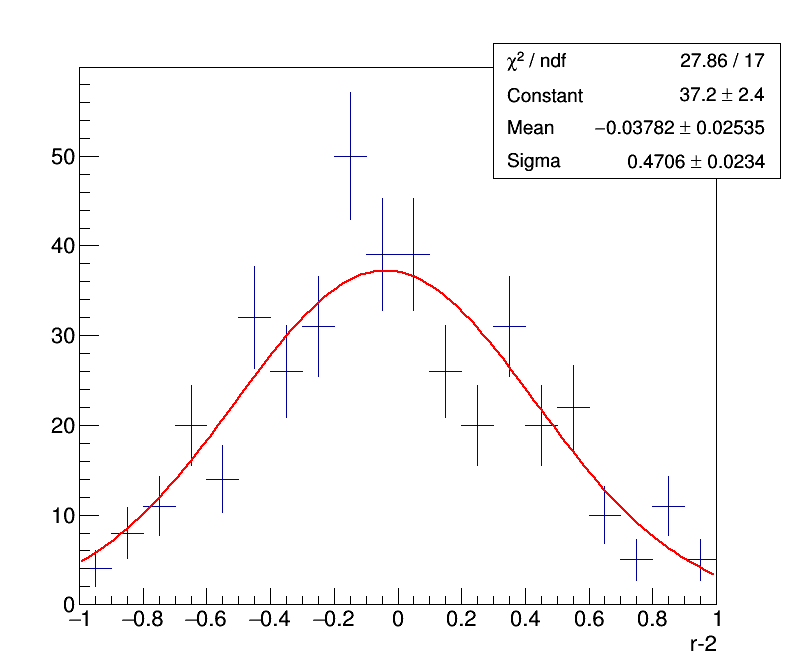 χ² / ndf 27.86 / 17
Constant 37.2 ± 2.4
Mean −0.03782 ± 0.02535
Sigma 0.4706 ± 0.0234
50
40
30
20
10
0
−1 −0.8 −0.6 −0.4 −0.2 0 0.2 0.4 0.6 0.8 1
r-2